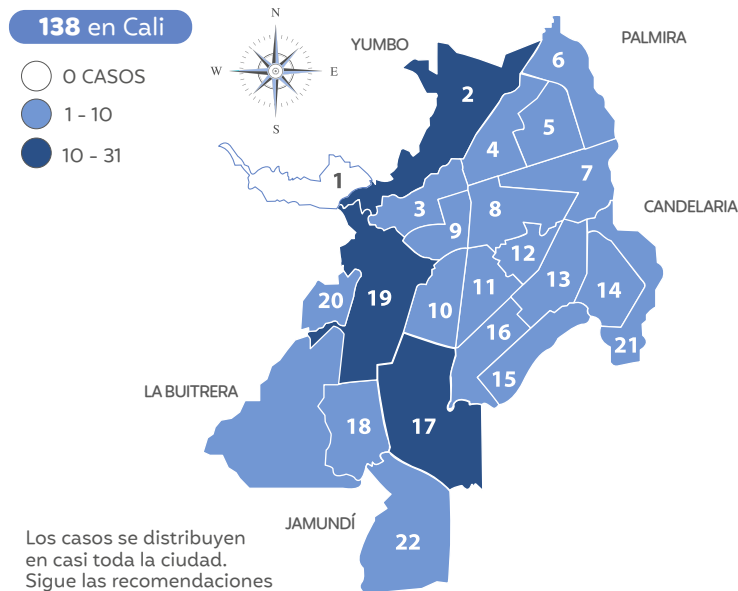 138 en Cali
0 CASOS
1 - 10
10 - 31
N
W
E
S
YUMBO
PALMIRA
CANDELARIA
LA BUITRERA
JAMUNDÍ
6
2
5
4
7
1
3
8
9
12
13
14
11
20
19
10
16
21
15
18
17
22
Los casos se distribuyen
en casi toda la ciudad.
Sigue las recomendaciones